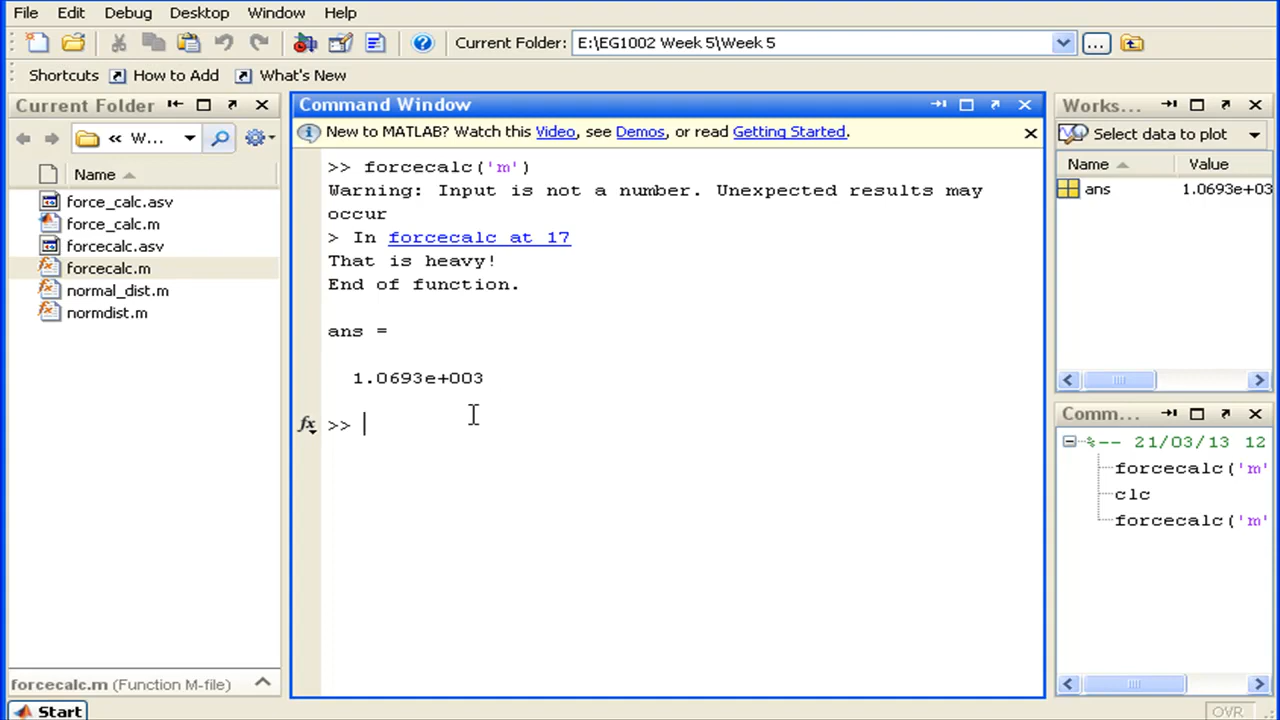 File Edit Debug Desktop Window Help
Current Folder: E:\EG1002 Week 5\Week 5 ...
Shortcuts How to Add What's New
Current Folder
« W...
Name
force_calc.asv
force_calc.m
forcecalc.asv
forcecalc.m
normal_dist.m
normdist.m
forcecalc.m (Function M-file)
Start
Command Window
New to MATLAB? Watch this Video, see Demos, or read Getting Started.
>> forcecalc('m')
Warning: Input is not a number. Unexpected results may
occur
> In forcecalc at 17
That is heavy!
End of function.
ans =
1.0693e+003
fx >>
Works...
Select data to plot
Name Value
ans 1.0693e+03
Comm...
%-- 21/03/13 12
forcecalc('m'
clc
forcecalc('m'
OVR